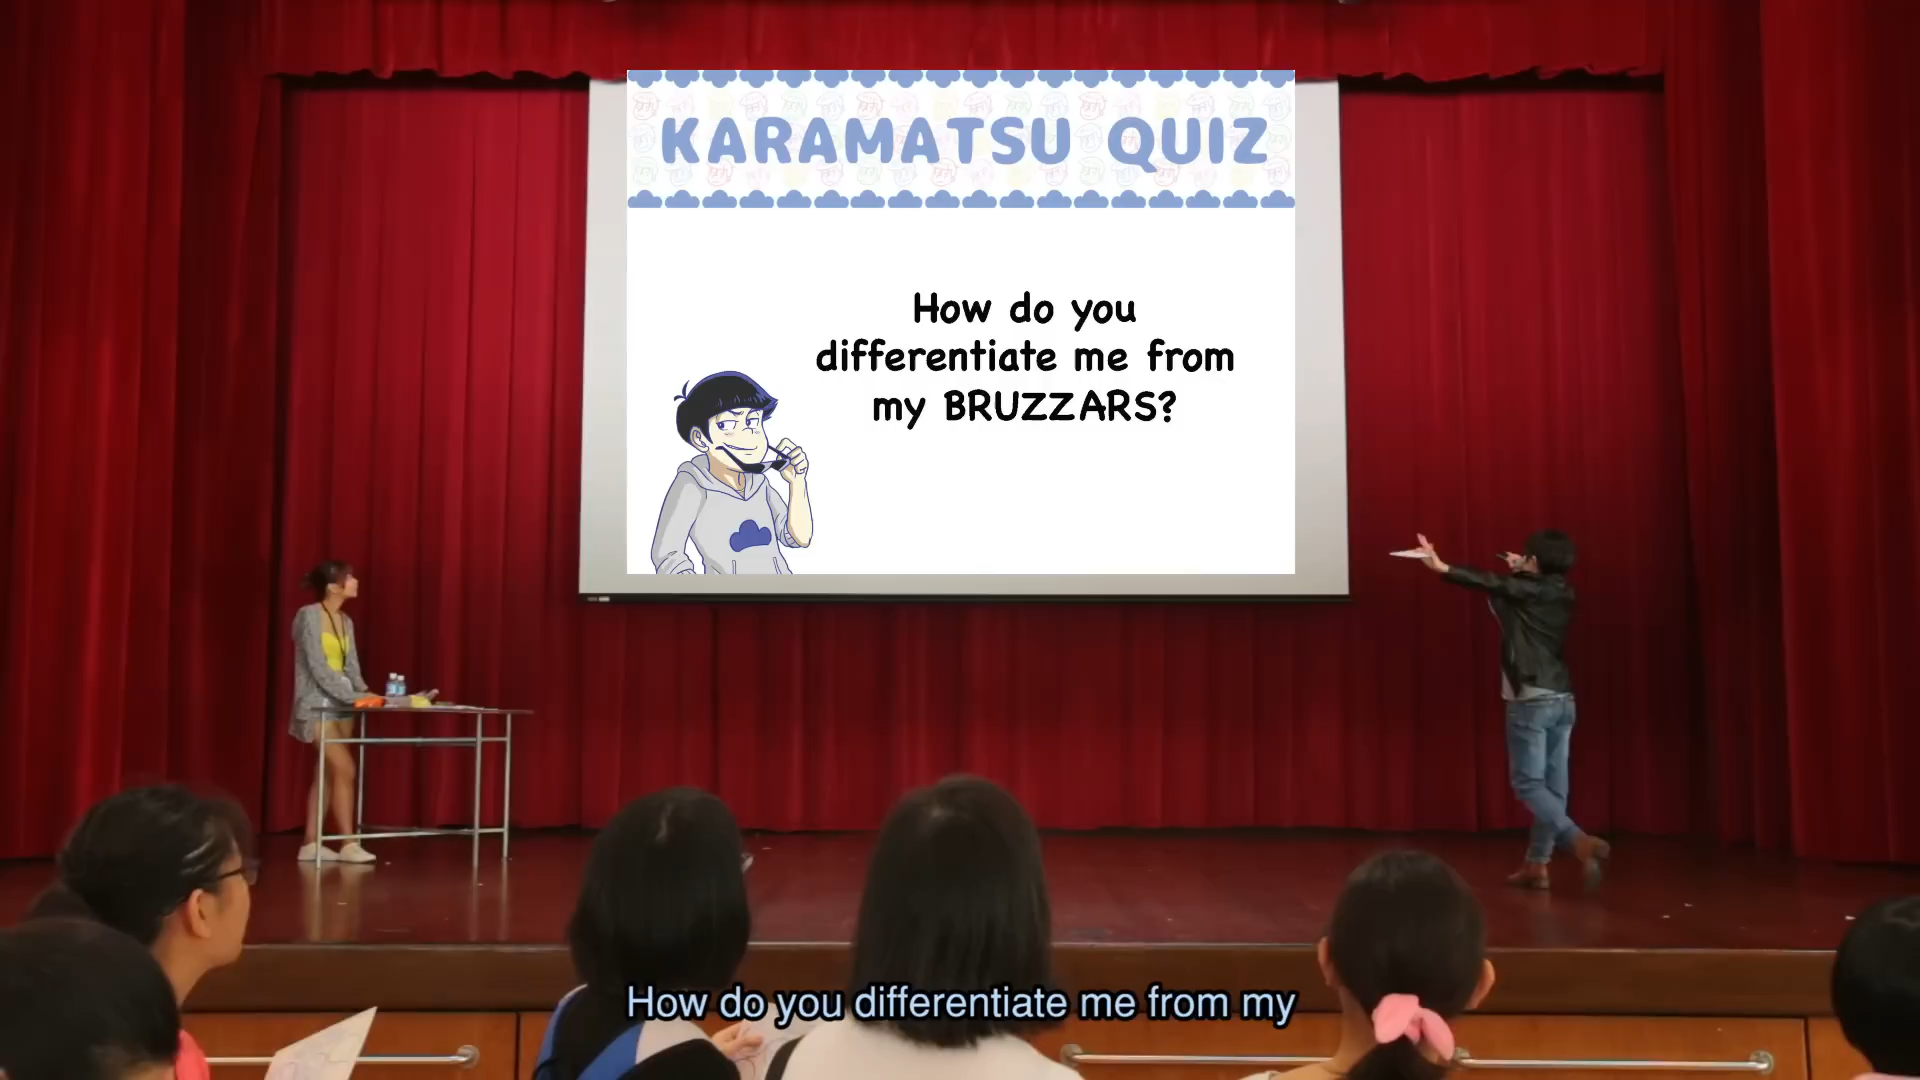 KARAMATSU QUIZ
How do you
differentiate me from
my BRUZZARS?
How do you differentiate me from my